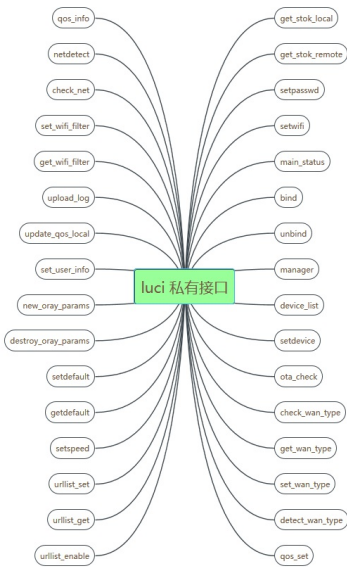 qos_info
netdetect
check_net
set_wifi_filter
get_wifi_filter
upload_log
update_qos_local
set_user_info
new_oray_params
destroy_oray_params
setdefault
getdefault
setspeed
urllist_set
urllist_get
urllist_enable
luci 私有接口
get_stok_local
get_stok_remote
setpasswd
setwifi
main_status
bind
unbind
manager
device_list
setdevice
ota_check
check_wan_type
get_wan_type
set_wan_type
detect_wan_type
qos_set